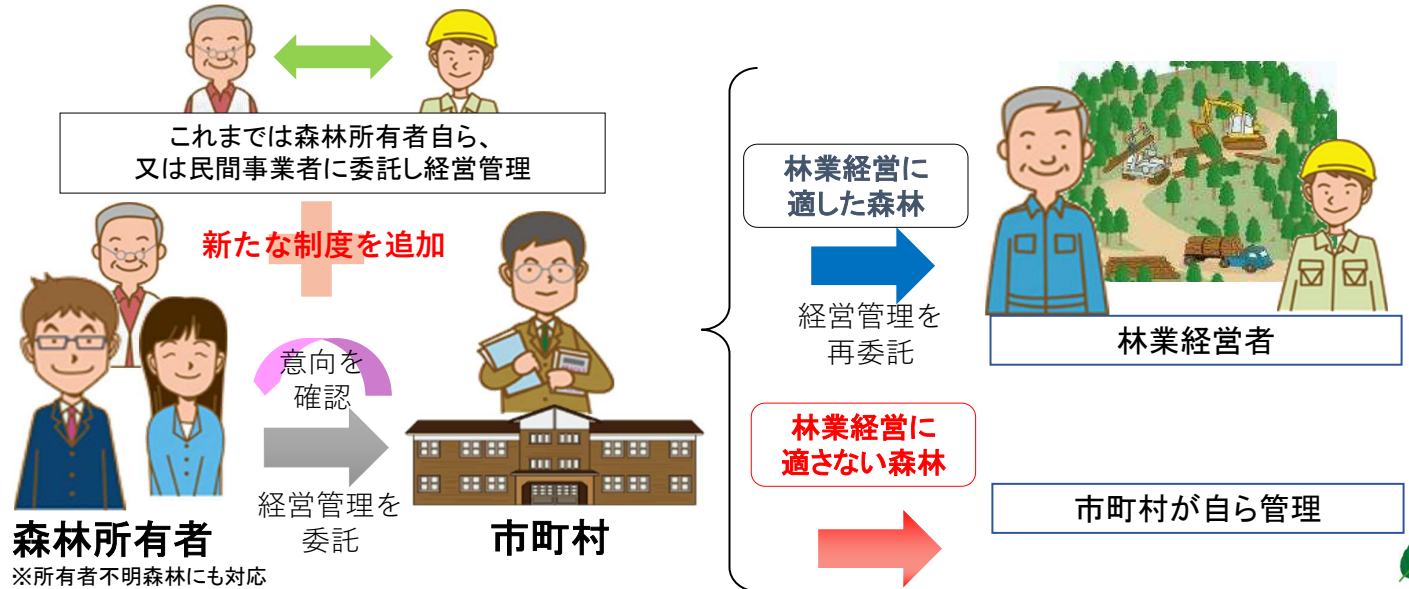 これまでは森林所有者自ら、
又は民間事業者に委託し経営管理
新たな制度を追加
意向を
確認
経営管理を
委託
森林所有者
※所有者不明森林にも対応
市町村
林業経営に
適した森林
経営管理を
再委託
林業経営者
林業経営に
適さない森林
市町村が自ら管理